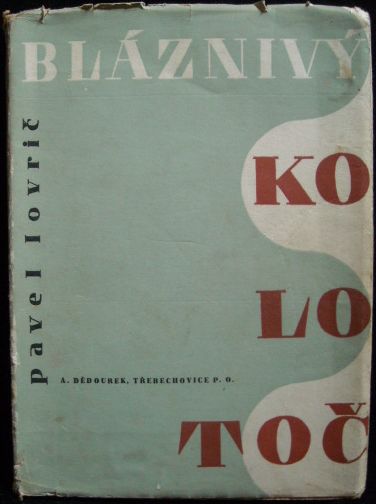 BLÁZNIVÝ
KO
LO
TOČ
Pavel lovrič
A. DĚDOUREK, TŘEBECHOVICE P. O.